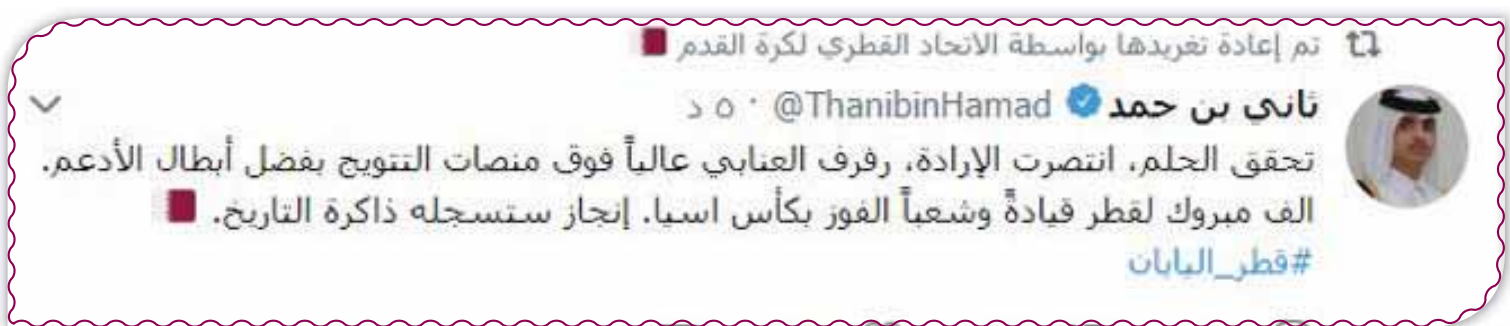 تم إعادة تغريدها بواسطة الاتحاد القطري لكرة القدم 🇶🇦
ثاني بن حمد @ThanibinHamad · ٥ د
تحقق الحلم، انتصرت الإرادة، رفرف العنابي عالياً فوق منصات التتويج بفضل أبطال الأدعم.
الف مبروك لقطر قيادةً وشعباً الفوز بكأس اسيا. إنجاز ستسجله ذاكرة التاريخ. 🇶🇦
#قطر_اليابان